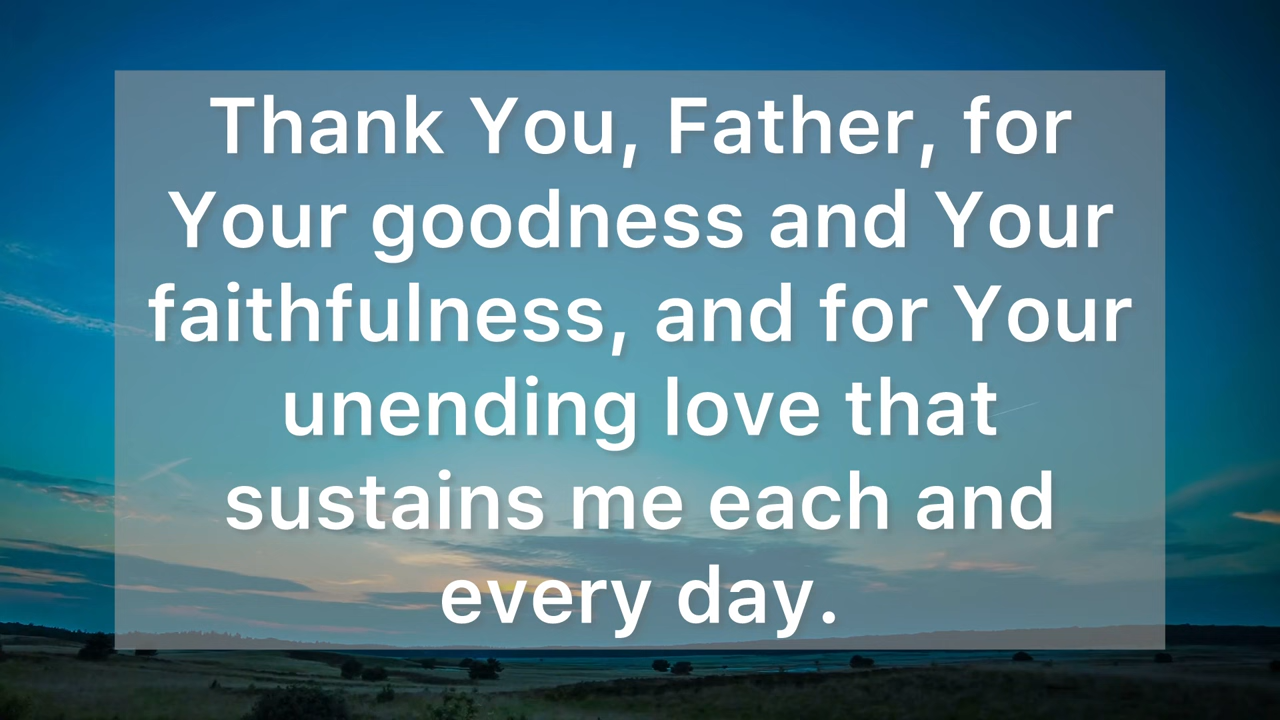 Thank You, Father, for
Your goodness and Your
faithfulness, and for Your
unending love that
sustains me each and
every day.